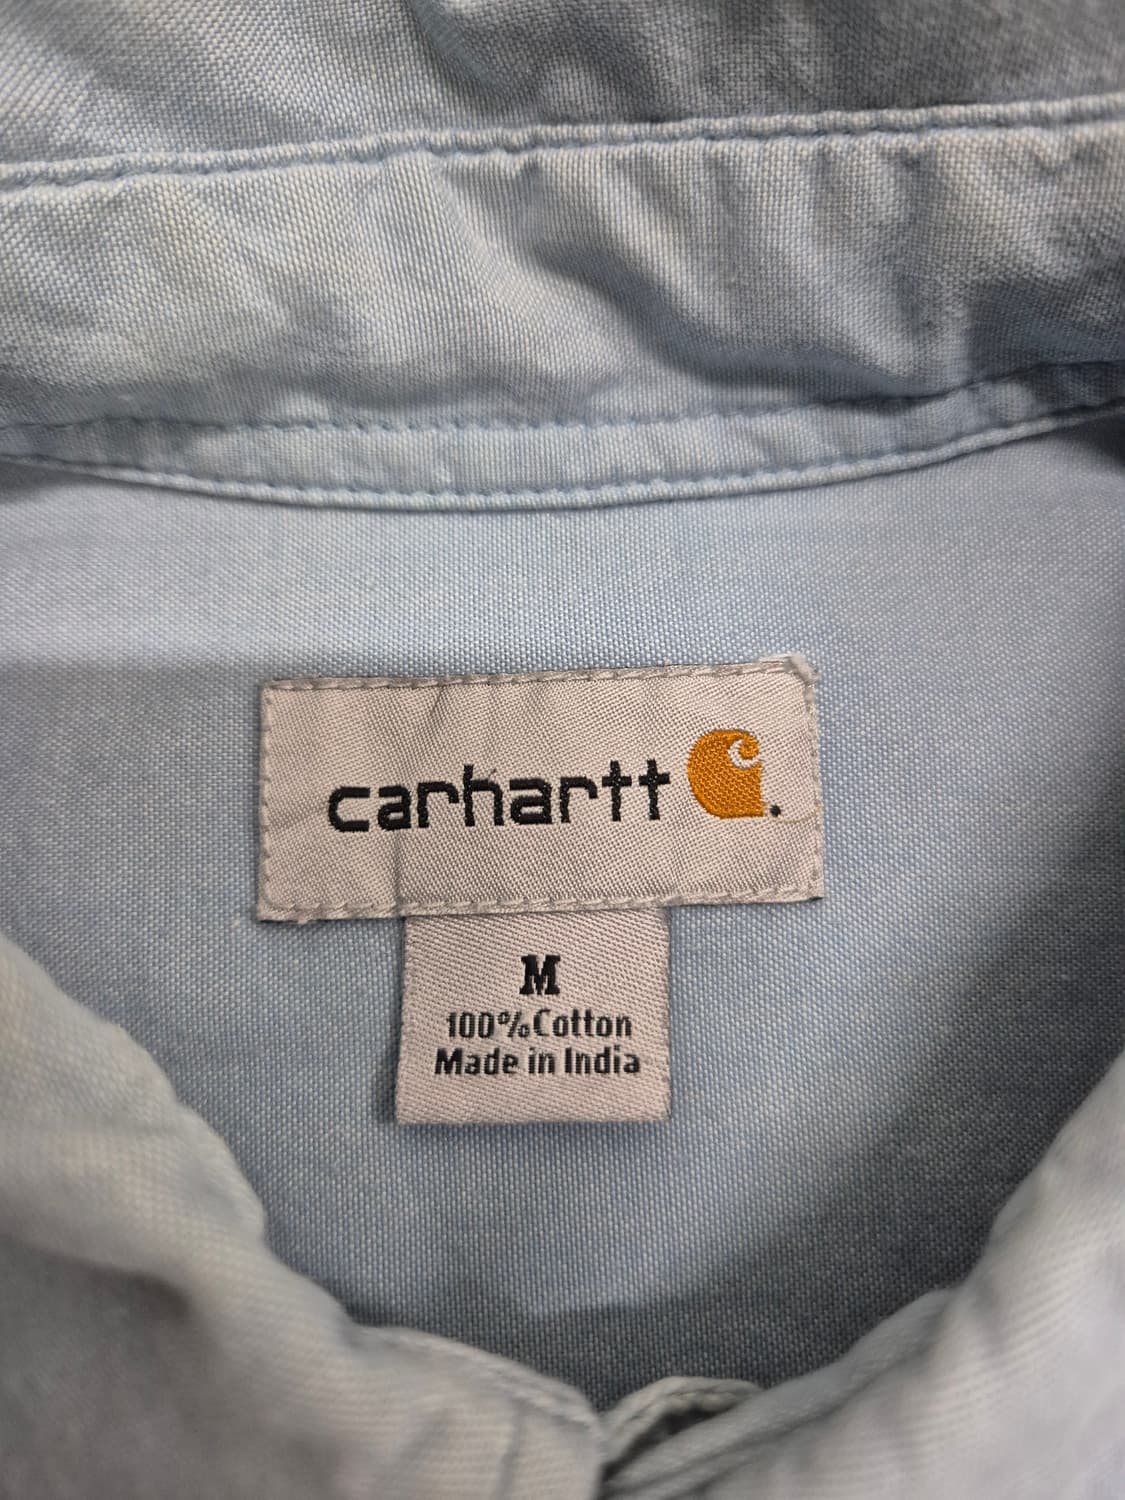 carhartt.
M
100% Cotton
Made in India